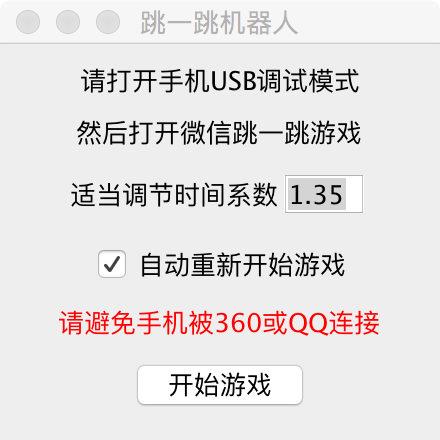 跳一跳机器人
请打开手机USB调试模式
然后打开微信跳一跳游戏
适当调节时间系数 1.35
自动重新开始游戏
请避免手机被360或QQ连接
开始游戏